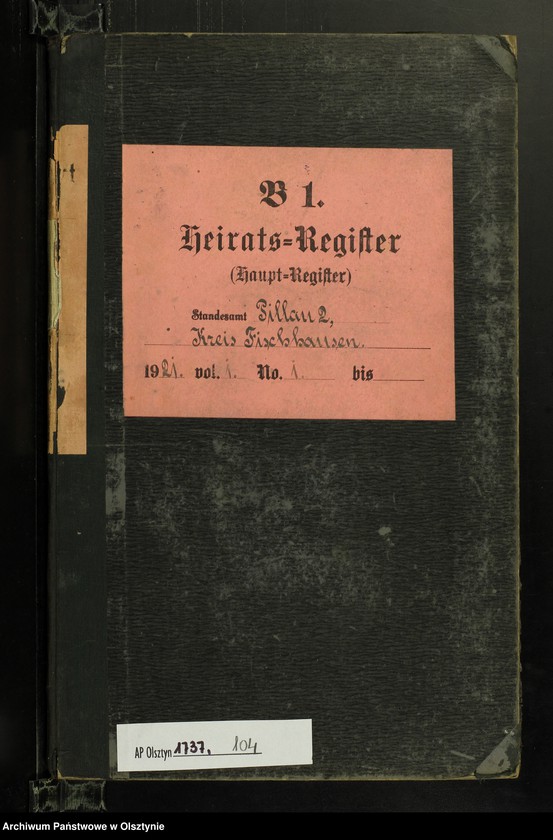 B 1.
Heirats=Register
(Haupt=Register)
Standesamt Pillau 2,
Kreis Fischhausen.
1921. vol. 1. No. 1. bis
AP Olsztyn 1737, 104
Archiwum Państwowe w Olsztynie